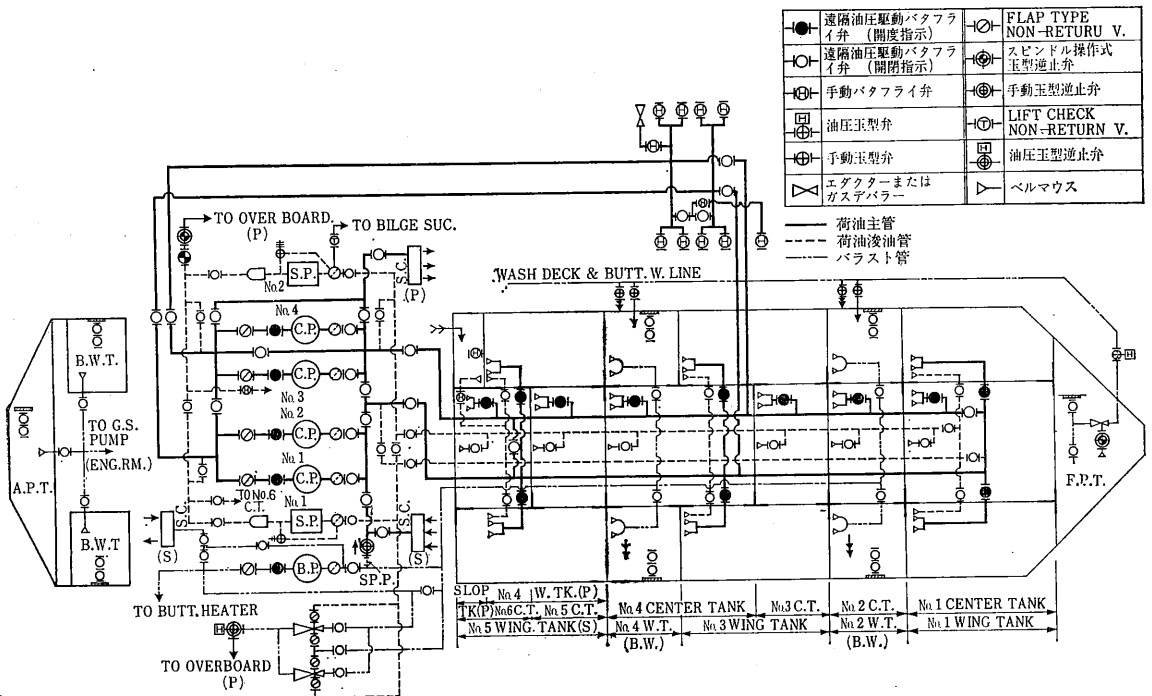 遠隔油圧駆動バタフラ
イ弁 (開度指示)
FLAP TYPE
NON-RETURU V.
遠隔油圧駆動バタフラ
イ弁 (開閉指示)
スピンドル操作式
玉型逆止弁
手動バタフライ弁
手動玉型逆止弁
油圧玉型弁
LIFT CHECK
NON-RETURN V.
手動玉型弁
油圧玉型逆止弁
エダクターまたは
ガスデバラー
ベルマウス
荷油主管
荷油浚油管
バラスト管
TO OVER BOARD.
(P)
TO BILGE SUC.
S.P.
No.2
S.C.
(P)
WASH DECK & BUTT. W. LINE
No.4
C.P.
C.P.
No.3
No.2
C.P.
No.1
C.P.
B.W.T.
TO G.S.
PUMP
(ENG.RM.)
A.P.T.
B.W.T
TO No.6
C.T.
No.1
S.P.
S.C.
(S)
S.C.
(S)
B.P.
SP.P.
TO BUTT. HEATER
TO OVERBOARD
(P)
F.P.T.
SLOP No.4 W. TK.(P)
TK(P) No.6 C.T. No.5 C.T. No.4 CENTER TANK No.3 C.T. No.2 C.T. No.1 CENTER TANK
No.5 WING. TANK(S) No.4 W.T. No.3 WING TANK No.2 W.T. No.1 WING TANK
(B.W.) (B.W.)